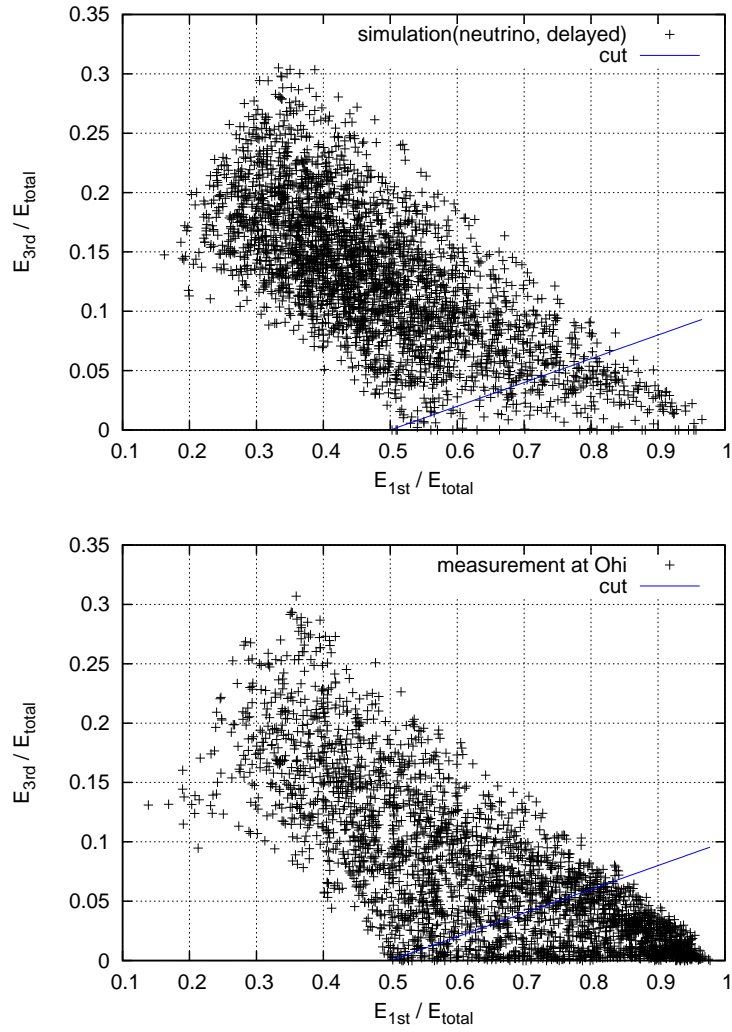 0.35
simulation(neutrino, delayed)
cut
0.3
0.25
0.2
0.15
0.1
0.05
0
E3rd / Etotal
0.1 0.2 0.3 0.4 0.5 0.6 0.7 0.8 0.9 1
E1st / Etotal
0.35
measurement at Ohi
cut
0.3
0.25
0.2
0.15
0.1
0.05
0
E3rd / Etotal
0.1 0.2 0.3 0.4 0.5 0.6 0.7 0.8 0.9 1
E1st / Etotal